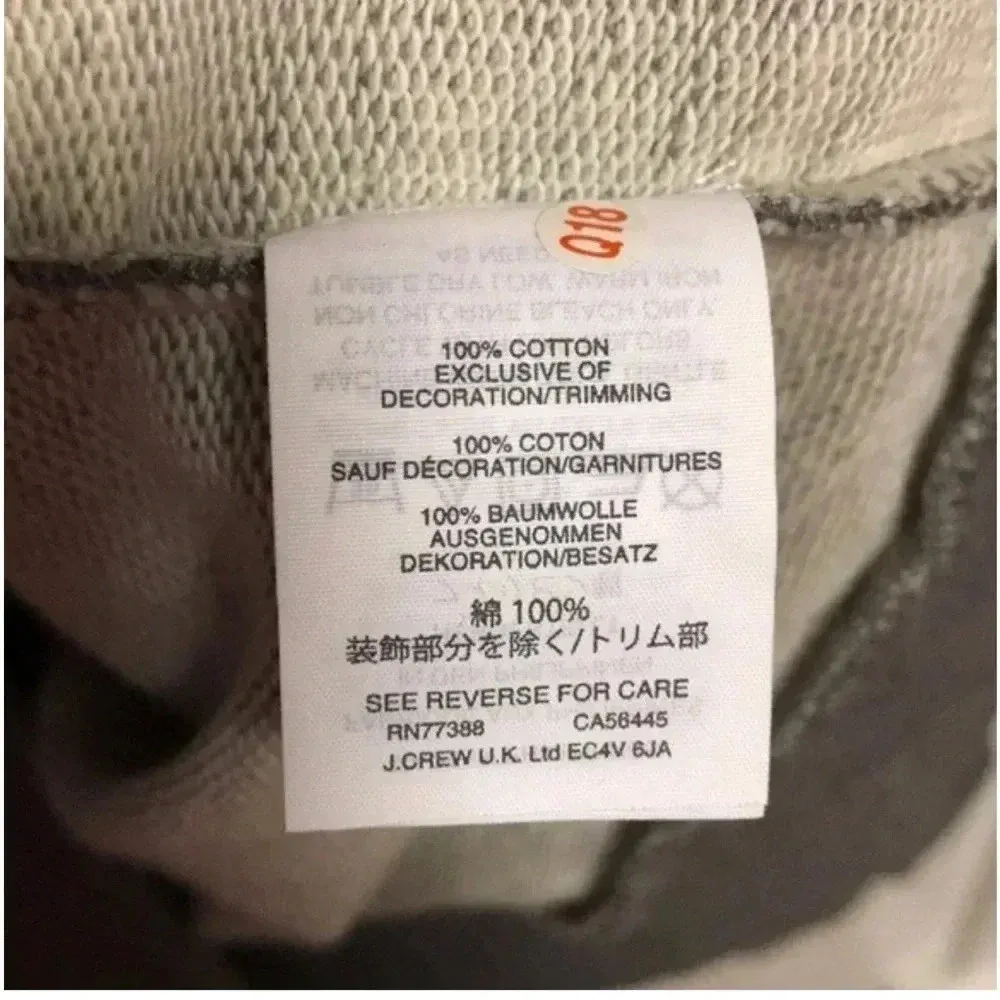 Q18
100% COTTON
EXCLUSIVE OF
DECORATION/TRIMMING
100% COTON
SAUF DÉCORATION/GARNITURES
100% BAUMWOLLE
AUSGENOMMEN
DEKORATION/BESATZ
綿 100%
装飾部分を除く/トリム部
SEE REVERSE FOR CARE
RN77388 CA56445
J.CREW U.K. Ltd EC4V 6JA